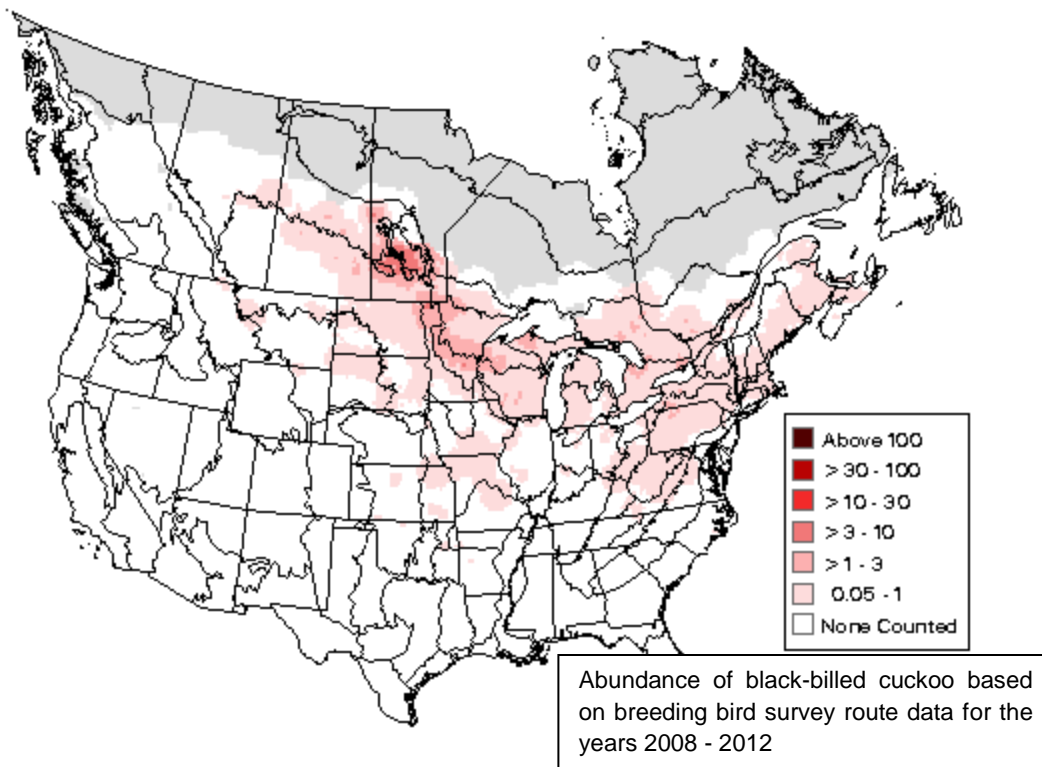 Above 100
>30 - 100
>10 - 30
>3 - 10
>1 - 3
0.05 - 1
None Counted
Abundance of black-billed cuckoo based
on breeding bird survey route data for the
years 2008 - 2012